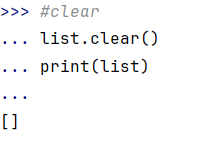 >>> #clear
... list.clear()
... print(list)
...
[]